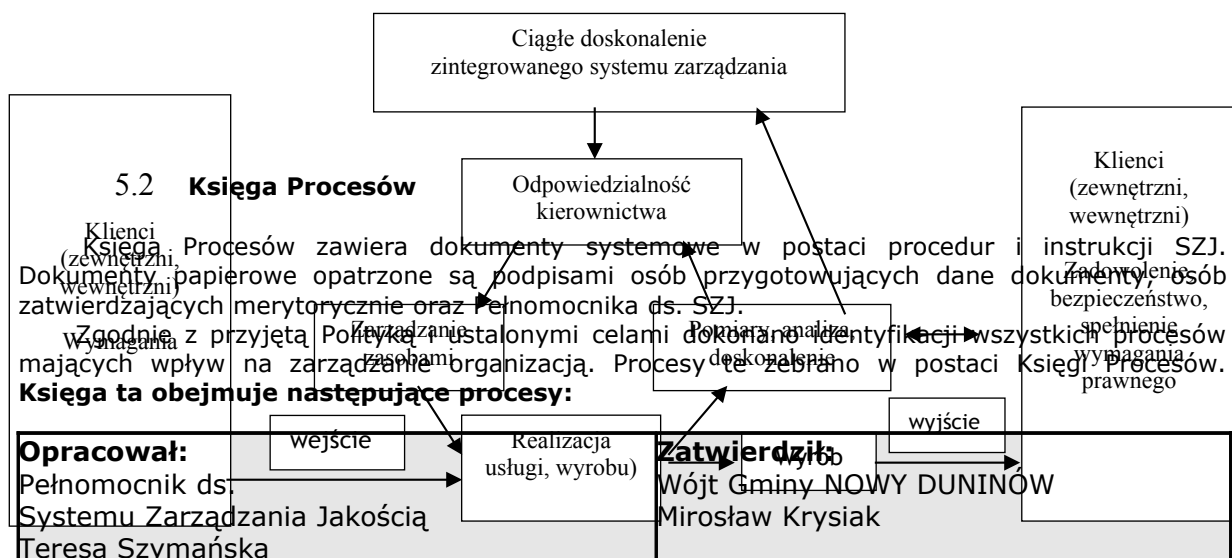 Ciągłe doskonalenie
zintegrowanego systemu zarządzania
Odpowiedzialność
kierownictwa
Klienci
(zewnętrzni,
wewnętrzni)
Wymagania
Klienci
(zewnętrzni,
wewnętrzni)
Zadowolenie,
bezpieczeństwo,
spełnienie
wymagania
prawnego
Zarządzanie
zasobami
Pomiary, analiza,
doskonalenie
wejście
Realizacja
usługi, wyrobu)
Wyrób
wyjście
5.2 Księga Procesów
Księga Procesów zawiera dokumenty systemowe w postaci procedur i instrukcji SZJ.
Dokumenty papierowe opatrzone są podpisami osób przygotowujących dane dokumenty, osób
zatwierdzających merytorycznie oraz Pełnomocnika ds. SZJ.
Zgodnie z przyjętą Polityką i ustalonymi celami dokonano identyfikacji wszystkich procesów
mających wpływ na zarządzanie organizacją. Procesy te zebrano w postaci Księgi Procesów.
Księga ta obejmuje następujące procesy:
Opracował:
Pełnomocnik ds.
Systemu Zarządzania Jakością
Teresa Szymańska
Zatwierdził:
Wójt Gminy NOWY DUNINÓW
Mirosław Krysiak